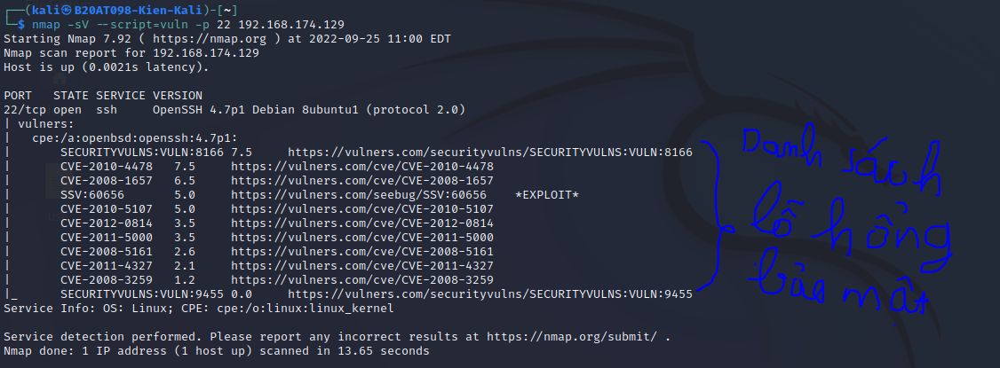 (kali㉿B20AT098-Kien-Kali)-[~]
$ nmap -sV --script=vuln -p 22 192.168.174.129
Starting Nmap 7.92 ( https://nmap.org ) at 2022-09-25 11:00 EDT
Nmap scan report for 192.168.174.129
Host is up (0.0021s latency).
PORT   STATE SERVICE VERSION
22/tcp open  ssh     OpenSSH 4.7p1 Debian 8ubuntu1 (protocol 2.0)
| vulners:
|   cpe:/a:openbsd:openssh:4.7p1:
|       SECURITYVULNS:VULN:8166 7.5     https://vulners.com/securityvulns/SECURITYVULNS:VULN:8166
|       CVE-2010-4478   7.5     https://vulners.com/cve/CVE-2010-4478
|       CVE-2008-1657   6.5     https://vulners.com/cve/CVE-2008-1657
|       SSV:60656       5.0     https://vulners.com/seebug/SSV:60656    *EXPLOIT*
|       CVE-2010-5107   5.0     https://vulners.com/cve/CVE-2010-5107
|       CVE-2012-0814   3.5     https://vulners.com/cve/CVE-2012-0814
|       CVE-2011-5000   3.5     https://vulners.com/cve/CVE-2011-5000
|       CVE-2008-5161   2.6     https://vulners.com/cve/CVE-2008-5161
|       CVE-2011-4327   2.1     https://vulners.com/cve/CVE-2011-4327
|       CVE-2008-3259   1.2     https://vulners.com/cve/CVE-2008-3259
|_      SECURITYVULNS:VULN:9455 0.0     https://vulners.com/securityvulns/SECURITYVULNS:VULN:9455
Service Info: OS: Linux; CPE: cpe:/o:linux:linux_kernel
Service detection performed. Please report any incorrect results at https://nmap.org/submit/ .
Nmap done: 1 IP address (1 host up) scanned in 13.65 seconds
Danh sách
lỗ hổng
bảo mật